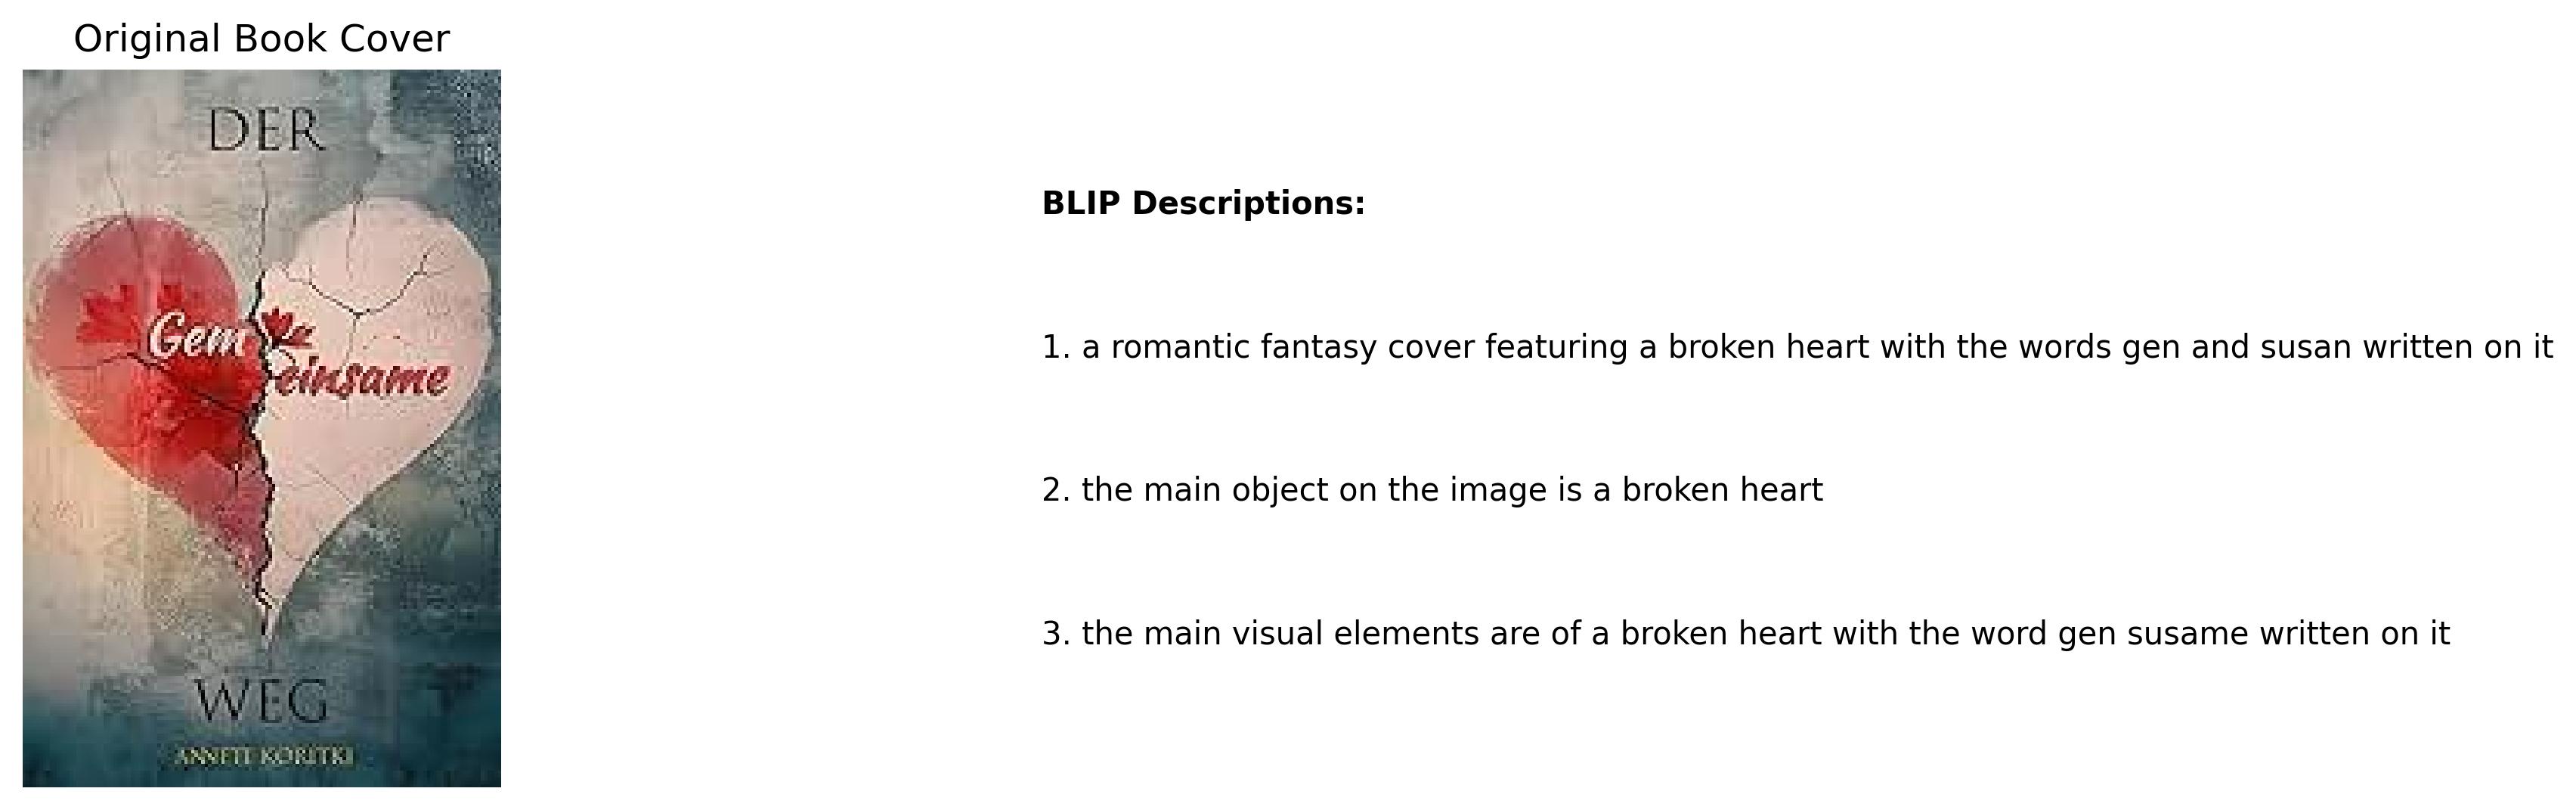 Original Book Cover
DER
Gem
einsame
WEG
ANNETE KORITKI
BLIP Descriptions:
1. a romantic fantasy cover featuring a broken heart with the words gen and susan written on it
2. the main object on the image is a broken heart
3. the main visual elements are of a broken heart with the word gen susame written on it